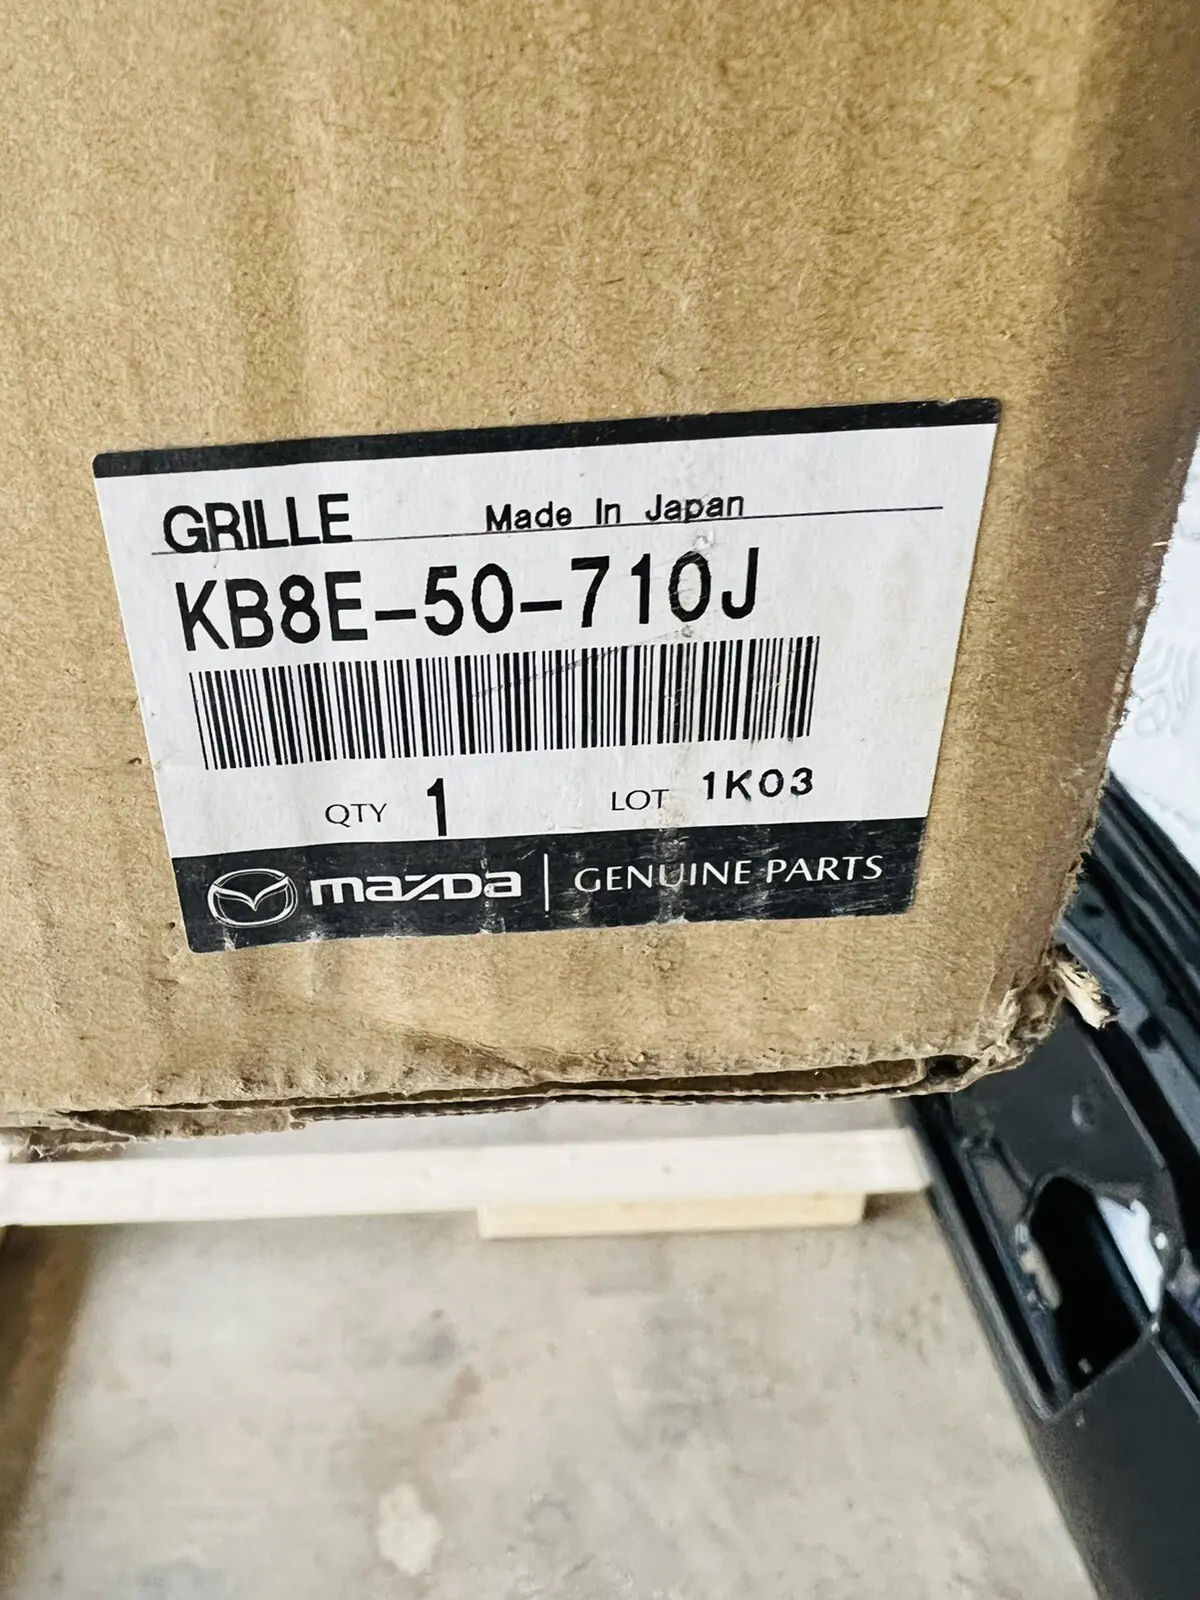 GRILLE Made In Japan
KB8E-50-710J
QTY 1 LOT 1K03
mazda | GENUINE PARTS